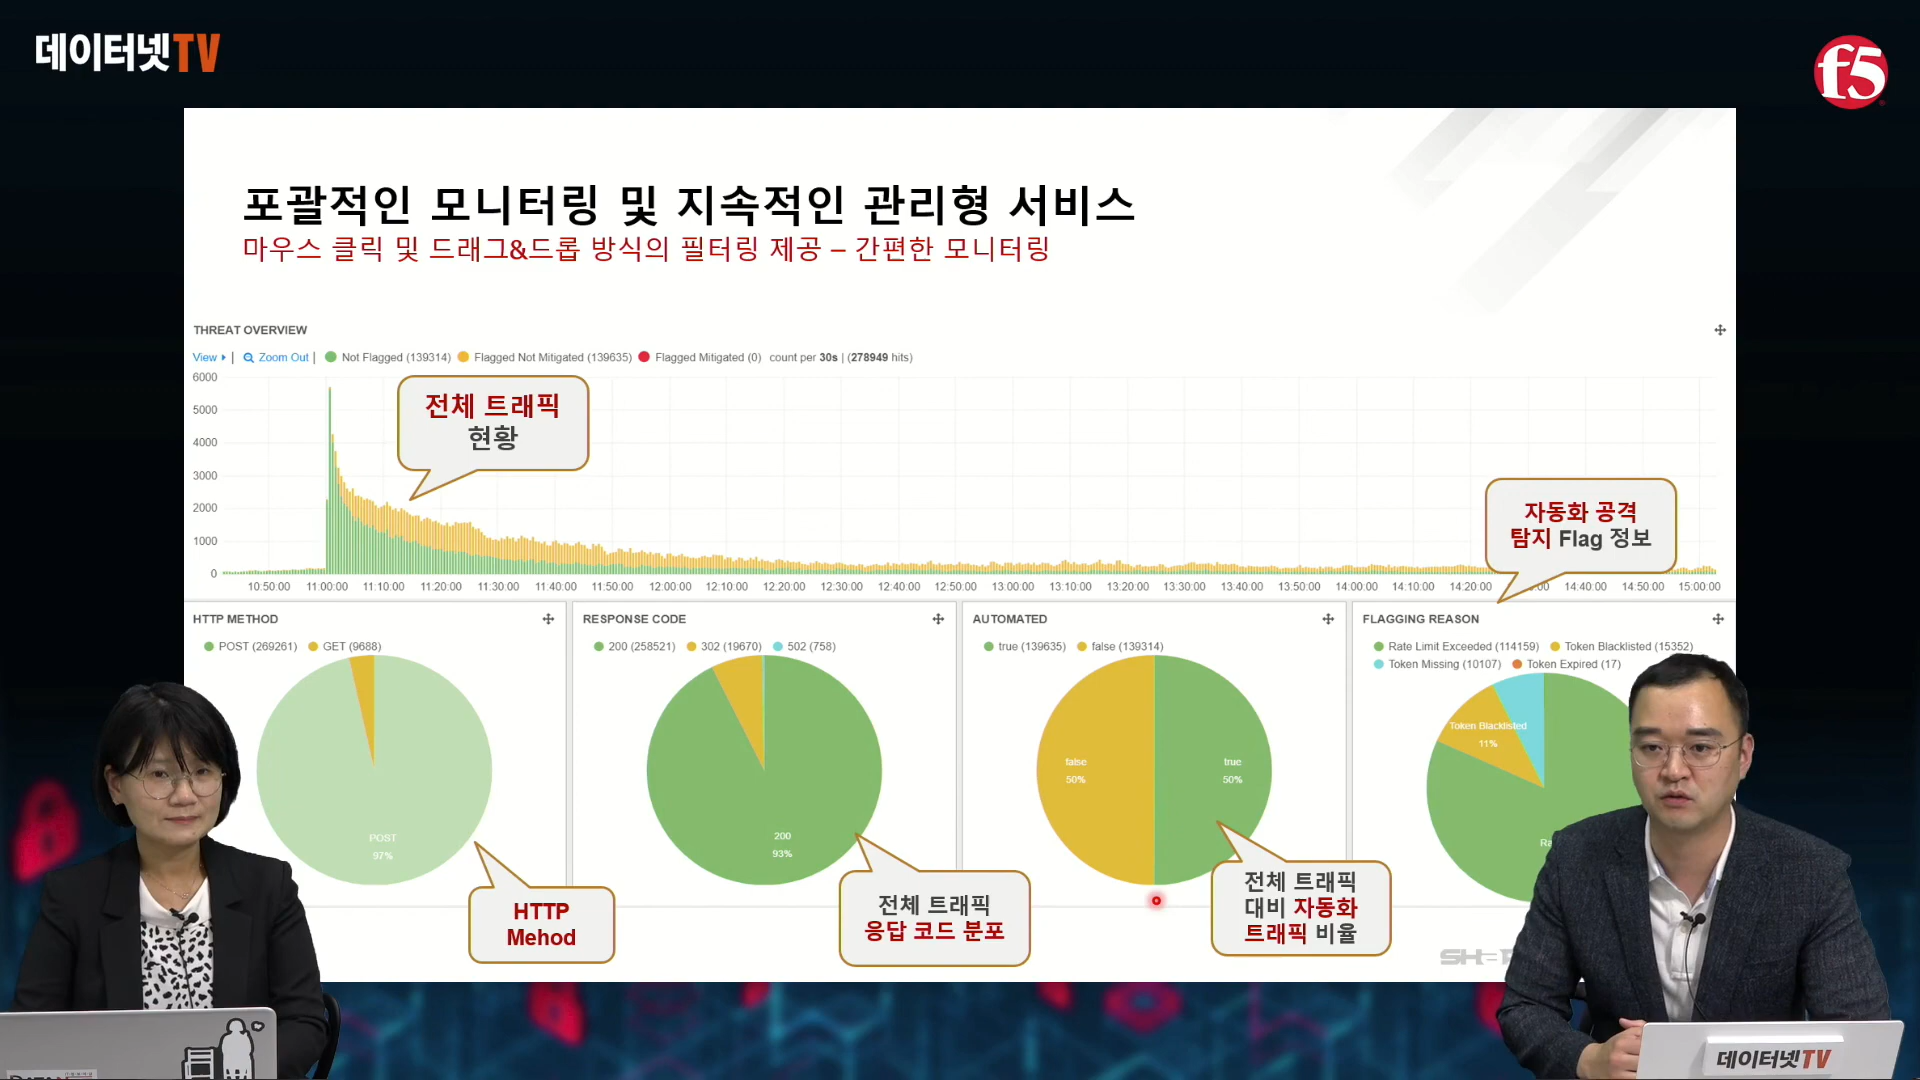 데이터넷TV
f5
포괄적인 모니터링 및 지속적인 관리형 서비스
마우스 클릭 및 드래그&드롭 방식의 필터링 제공 – 간편한 모니터링
THREAT OVERVIEW
View | Zoom Out | Not Flagged (139314) Flagged Not Mitigated (139635) Flagged Mitigated (0) count per 30s | (278949 hits)
6000
5000
4000
3000
2000
1000
0
전체 트래픽
현황
자동화 공격
탐지 Flag 정보
10:50:00 11:00:00 11:10:00 11:20:00 11:30:00 11:40:00 11:50:00 12:00:00 12:10:00 12:20:00 12:30:00 12:40:00 12:50:00 13:00:00 13:10:00 13:20:00 13:30:00 13:40:00 13:50:00 14:00:00 14:10:00 14:20:00 14:40:00 14:50:00 15:00:00
HTTP METHOD
POST (269261) GET (9688)
POST
97%
HTTP
Mehod
RESPONSE CODE
200 (258521) 302 (19670) 502 (758)
200
93%
전체 트래픽
응답 코드 분포
AUTOMATED
true (139635) false (139314)
false
50%
true
50%
전체 트래픽
대비 자동화
트래픽 비율
FLAGGING REASON
Rate Limit Exceeded (114159) Token Blacklisted (15352)
Token Missing (10107) Token Expired (17)
Token Blacklisted
11%
데이터넷TV